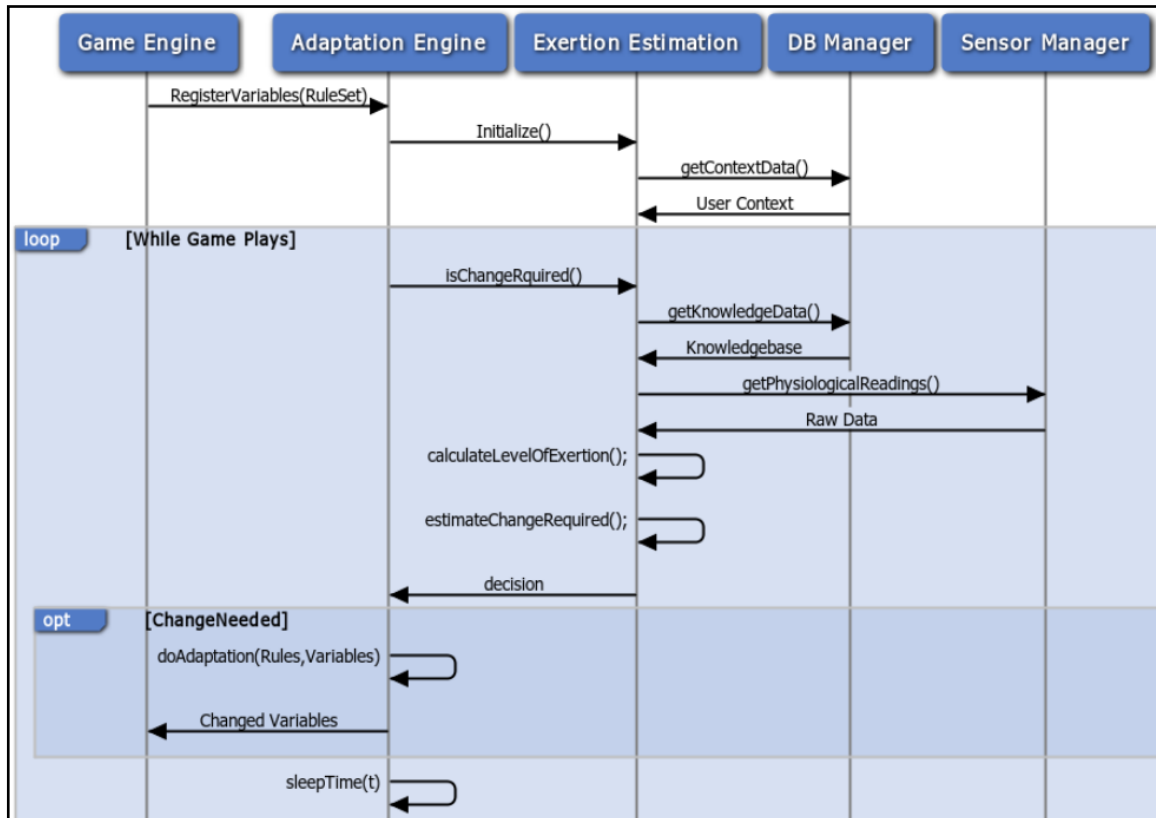 Game Engine
Adaptation Engine
Exertion Estimation
DB Manager
Sensor Manager
RegisterVariables(RuleSet)
Initialize()
getContextData()
User Context
loop
[While Game Plays]
isChangeRquired()
getKnowledgeData()
Knowledgebase
getPhysiologicalReadings()
Raw Data
calculateLevelOfExertion();
estimateChangeRequired();
decision
opt
[ChangeNeeded]
doAdaptation(Rules,Variables)
Changed Variables
sleepTime(t)